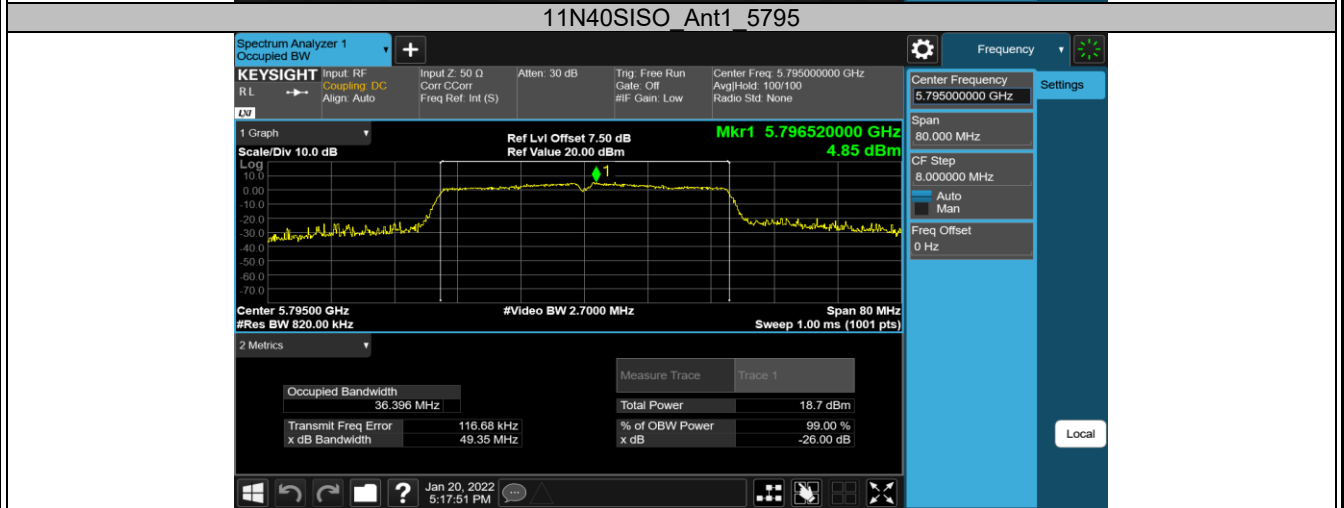 11N40SISO_Ant1_5795
Spectrum Analyzer 1
Occupied BW
Frequency
KEYSIGHT
RL
LXI
Input: RF
Coupling: DC
Align: Auto
Input Z: 50 Ω
Corr CCorr
Freq Ref: Int (S)
Atten: 30 dB
Trig: Free Run
Gate: Off
#IF Gain: Low
Center Freq: 5.795000000 GHz
Avg|Hold: 100/100
Radio Std: None
Center Frequency
5.795000000 GHz
Settings
Span
80.000 MHz
CF Step
8.000000 MHz
Auto
Man
Freq Offset
0 Hz
Local
1 Graph
Scale/Div 10.0 dB
Ref Lvl Offset 7.50 dB
Ref Value 20.00 dBm
Mkr1 5.796520000 GHz
4.85 dBm
Log
10.0
0.00
-10.0
-20.0
-30.0
-40.0
-50.0
-60.0
-70.0
1
Center 5.79500 GHz
#Res BW 820.00 kHz
#Video BW 2.7000 MHz
Span 80 MHz
Sweep 1.00 ms (1001 pts)
2 Metrics
Measure Trace Trace 1
Occupied Bandwidth
36.396 MHz
Total Power 18.7 dBm
Transmit Freq Error 116.68 kHz
% of OBW Power 99.00 %
x dB Bandwidth 49.35 MHz
x dB -26.00 dB
?
Jan 20, 2022
5:17:51 PM